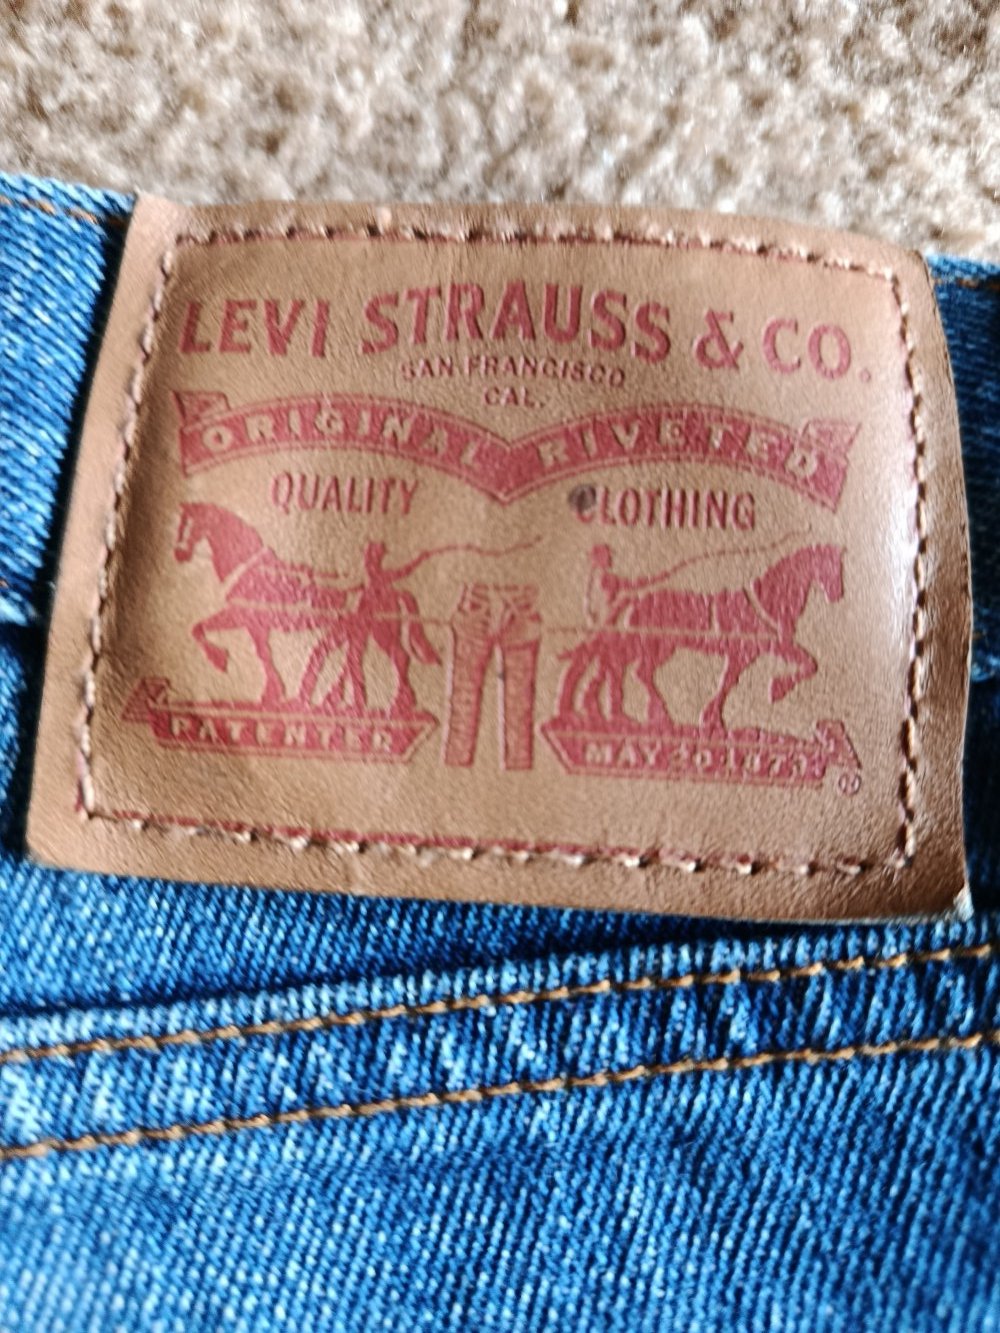 LEVI STRAUSS & CO.
SAN FRANCISCO
CAL.
ORIGINAL RIVETED
QUALITY CLOTHING
PATENTED
MAY 20 1873
®